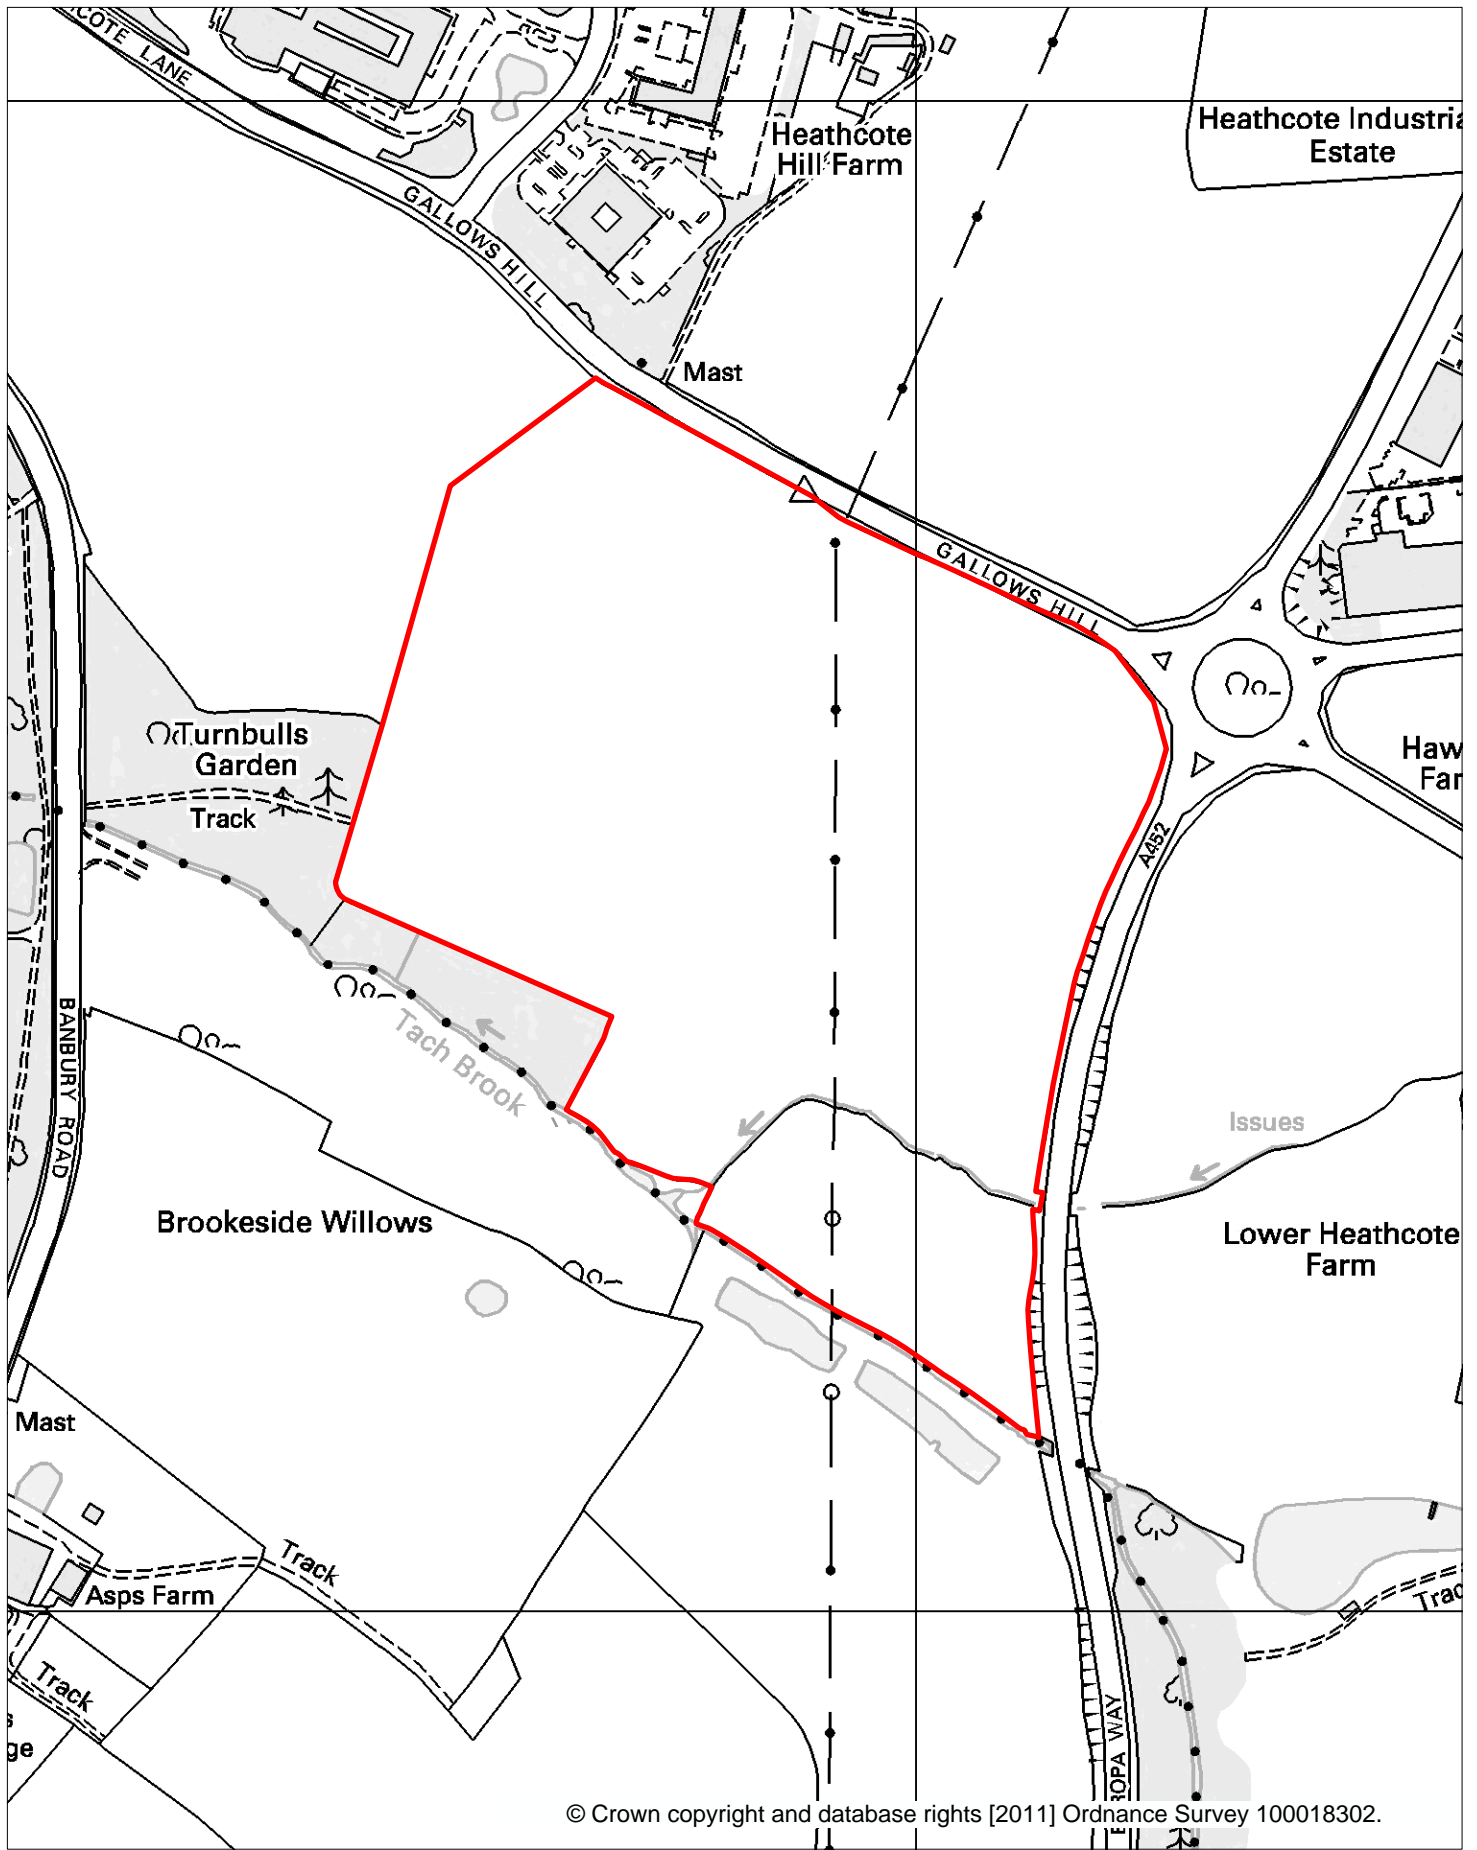 COTE LANE
Heathcote
Hill Farm
Heathcote Industria
Estate
GALLOWS HILL
Mast
GALLOWS HILL
Turnbulls
Garden
Track
Haw
Far
A452
BANBURY ROAD
Tach Brook
Issues
Brookeside Willows
Lower Heathcote
Farm
Mast
Track
Asps Farm
Trac
Track
s
ge
ROPA WAY
© Crown copyright and database rights [2011] Ordnance Survey 100018302.